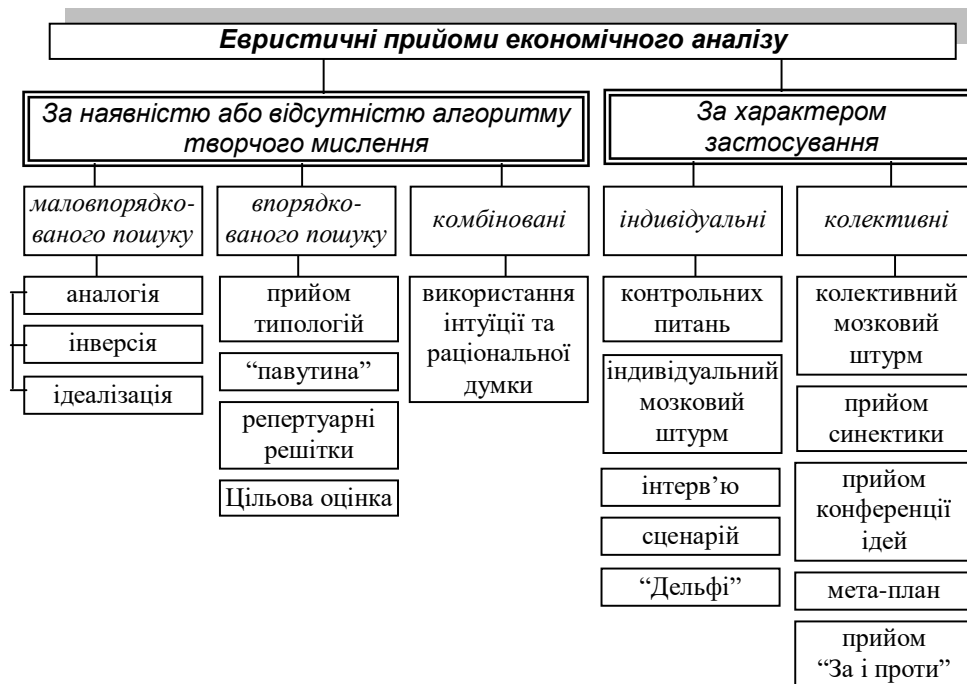 Евристичні прийоми економічного аналізу
За наявністю або відсутністю алгоритму
творчого мислення
За характером
застосування
маловпорядко-
ваного пошуку
впорядко-
ваного пошуку
комбіновані
індивідуальні
колективні
аналогія
інверсія
ідеалізація
прийом
типологій
“павутина”
репертуарні
решітки
Цільова оцінка
використання
інтуїції та
раціональної
думки
контрольних
питань
індивідуальний
мозковий
штурм
інтерв’ю
сценарій
“Дельфі”
колективний
мозковий
штурм
прийом
синектики
прийом
конференції
ідей
мета-план
прийом
“За і проти”